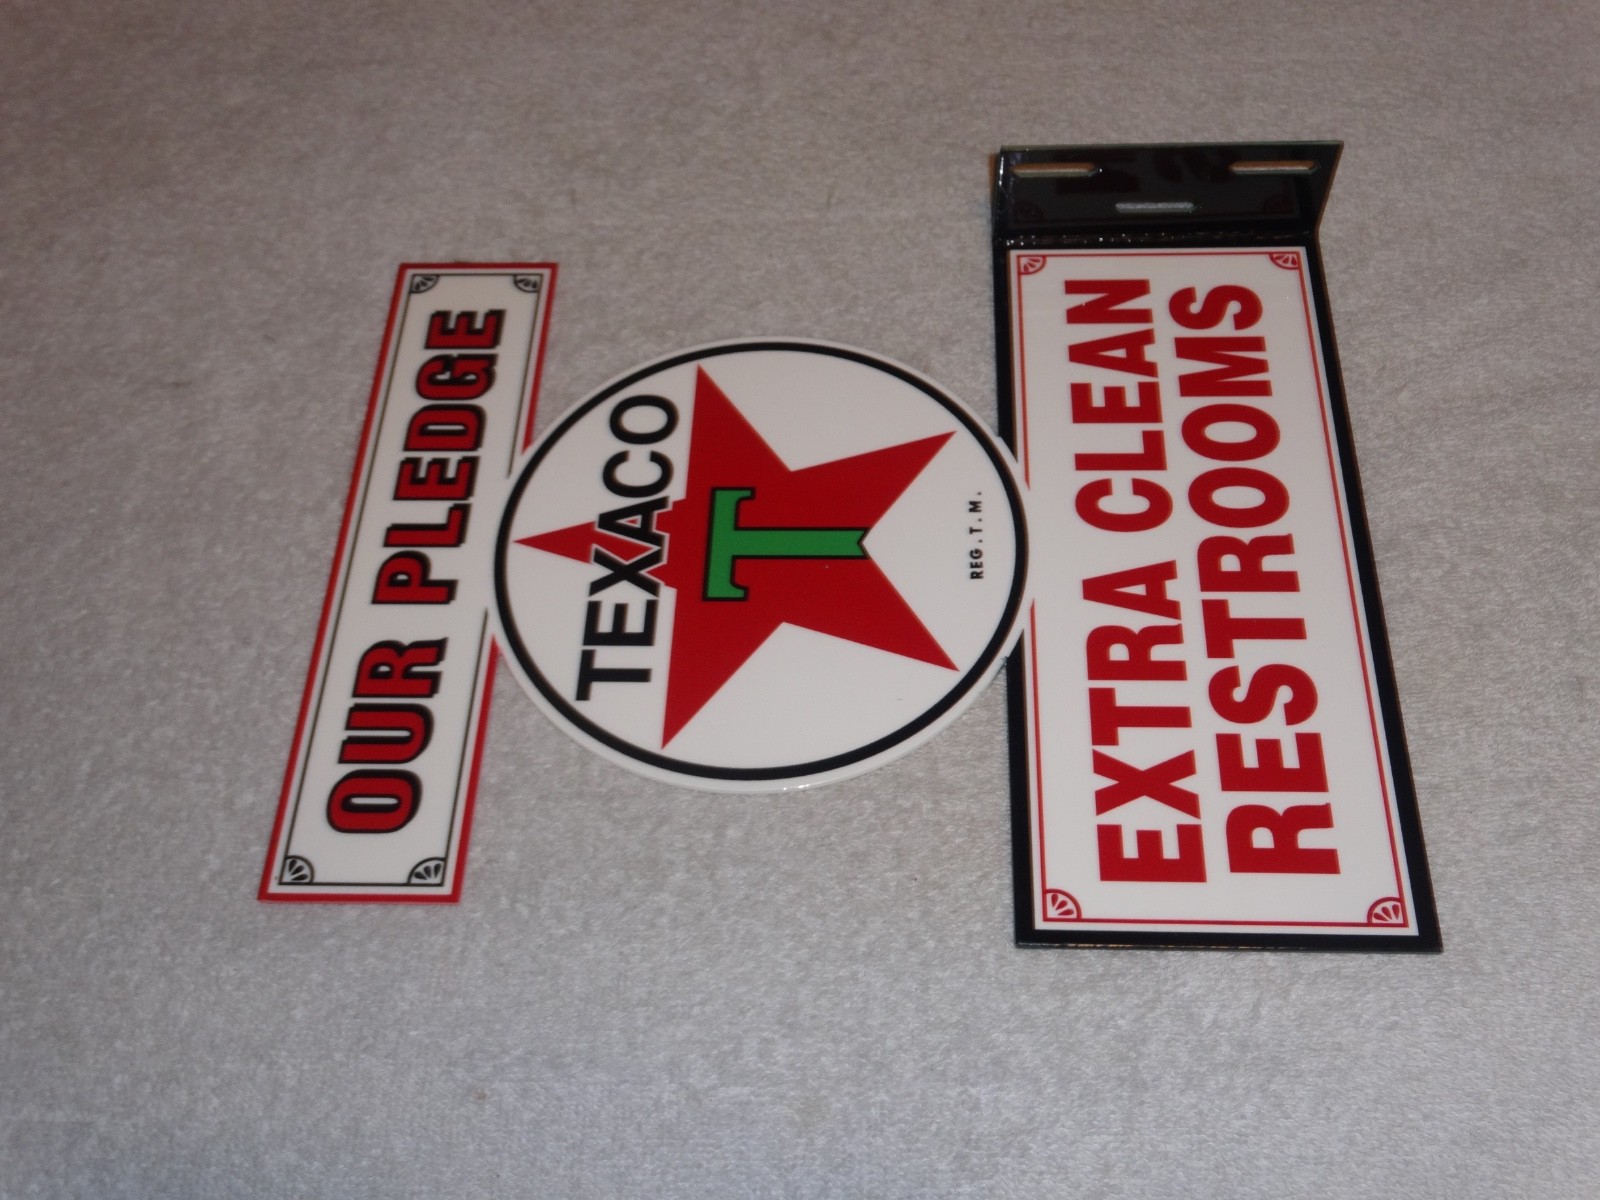 OUR PLEDGE
TEXACO
T
REG. T. M.
EXTRA CLEAN
RESTROOMS